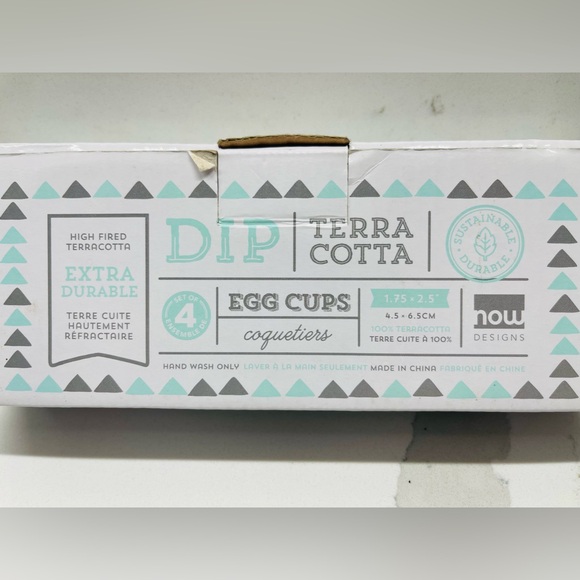 HIGH FIRED
TERRACOTTA
EXTRA
DURABLE
TERRE CUITE
HAUTEMENT
RÉFRACTAIRE
DIP
TERRA
COTTA
SUSTAINABLE
DURABLE
SET OF
4
ENSEMBLE DE
EGG CUPS
coquetiers
1.75 • 2.5"
4.5 • 6.5CM
100% TERRACOTTA
TERRE CUITE À 100%
now
DESIGNS
HAND WASH ONLY LAVER À LA MAIN SEULEMENT MADE IN CHINA FABRIQUÉ EN CHINE